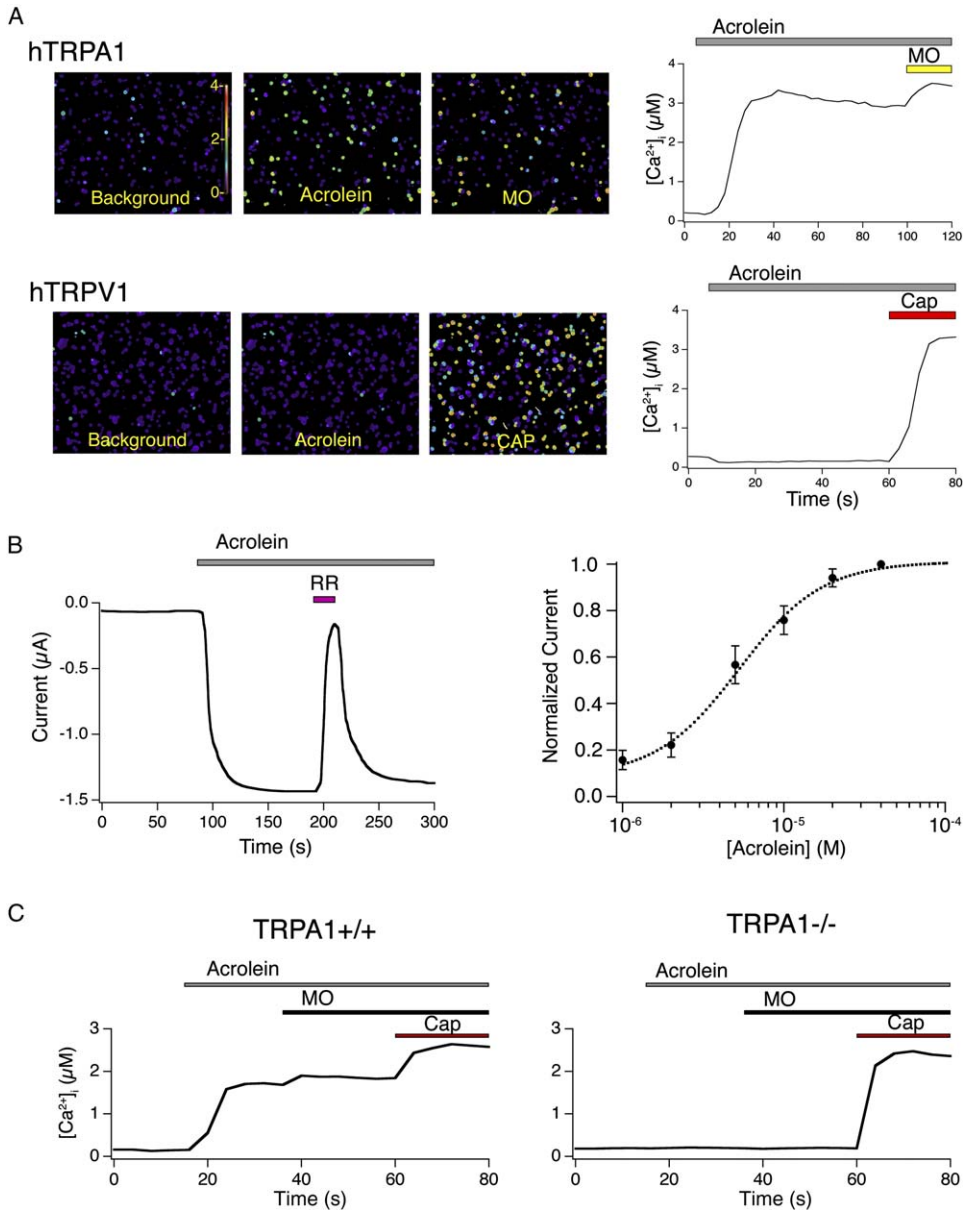 A
hTRPA1
4
2
0
Background
Acrolein
MO
Acrolein
MO
[Ca²⁺]ᵢ (µM)
4
3
2
1
0
0 20 40 60 80 100 120
hTRPV1
Background
Acrolein
CAP
Acrolein
Cap
[Ca²⁺]ᵢ (µM)
4
3
2
1
0
0 20 40 60 80
Time (s)
B
Acrolein
RR
Current (µA)
0.0
-0.5
-1.0
-1.5
0 50 100 150 200 250 300
Time (s)
Normalized Current
1.0
0.8
0.6
0.4
0.2
0.0
10⁻⁶ 10⁻⁵ 10⁻⁴
[Acrolein] (M)
C
TRPA1+/+
Acrolein
MO
Cap
[Ca²⁺]ᵢ (µM)
3
2
1
0
0 20 40 60 80
Time (s)
TRPA1-/-
Acrolein
MO
Cap
3
2
1
0
0 20 40 60 80
Time (s)